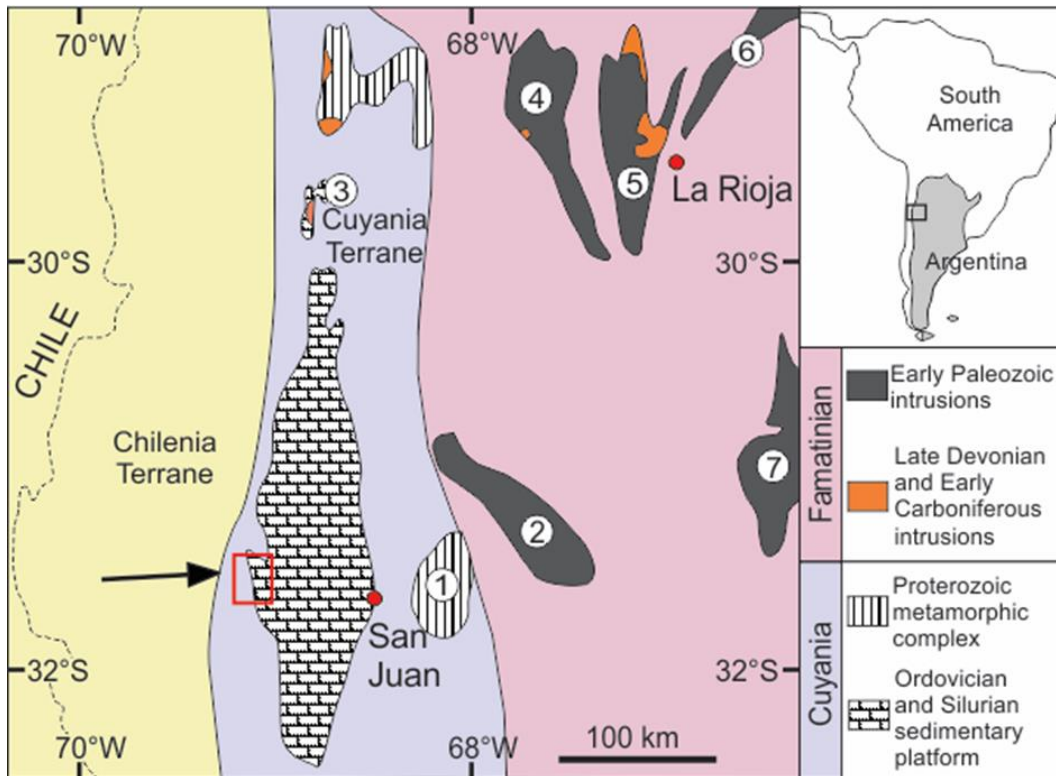 70°W
68°W
6
4
5
La Rioja
3
Cuyania
Terrane
30°S
30°S
CHILE
Chilenia
Terrane
2
7
1
San
Juan
32°S
32°S
70°W
68°W
100 km
South
America
Argentina
Famatinian
Early Paleozoic
intrusions
Late Devonian
and Early
Carboniferous
intrusions
Cuyania
Proterozoic
metamorphic
complex
Ordovician
and Silurian
sedimentary
platform